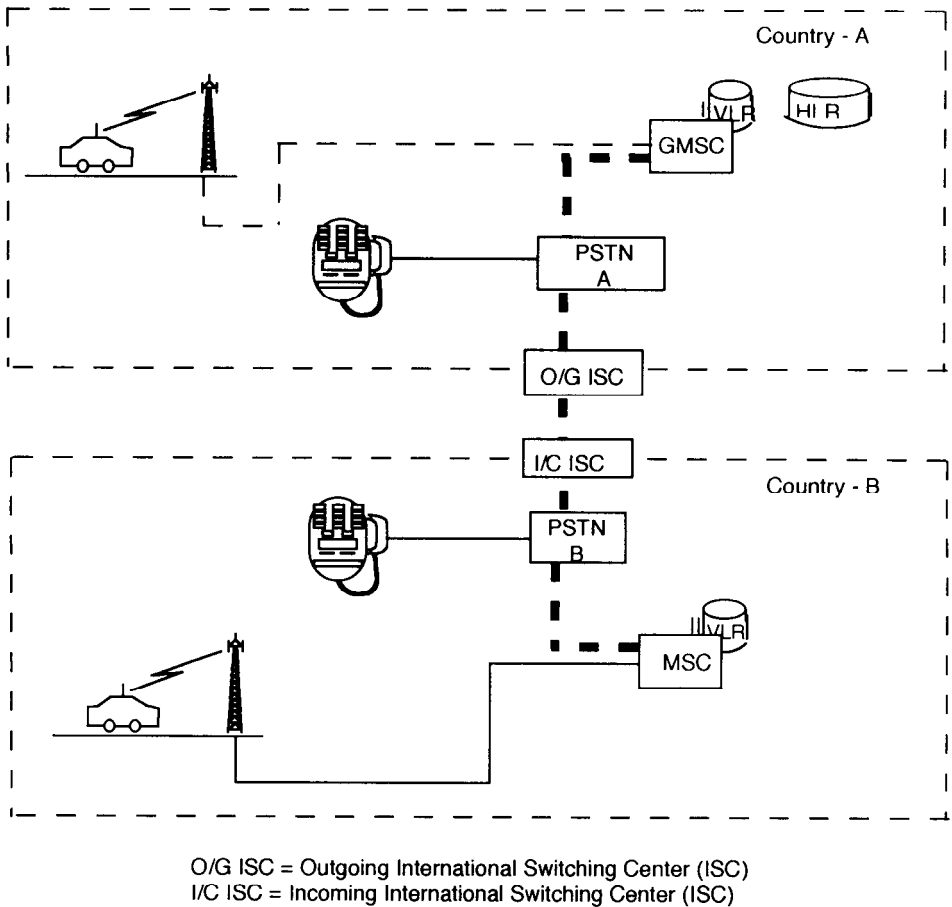 Country - A
VLR
HLR
GMSC
PSTN
A
O/G ISC
I/C ISC
Country - B
PSTN
B
VLR
MSC
O/G ISC = Outgoing International Switching Center (ISC)
I/C ISC = Incoming International Switching Center (ISC)